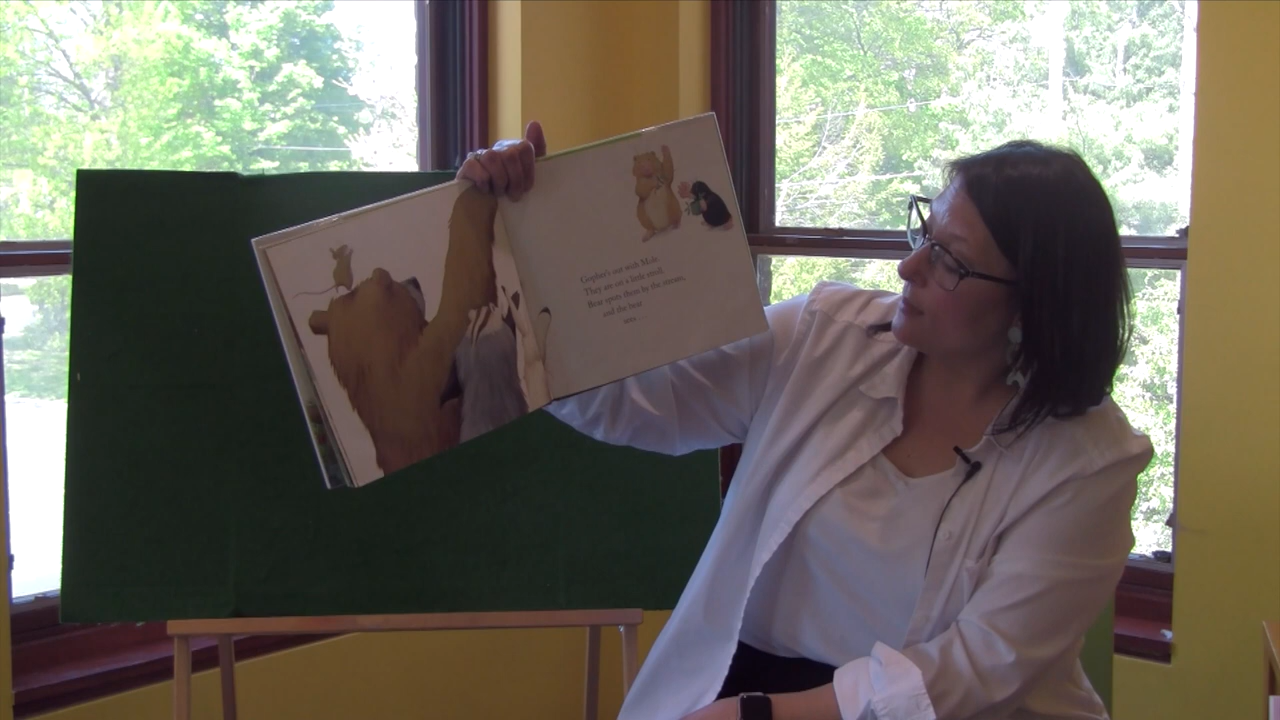 Gopher's out with Mole.
They are on a little stroll.
Bear spots them by the stream,
and the bear
says . . .